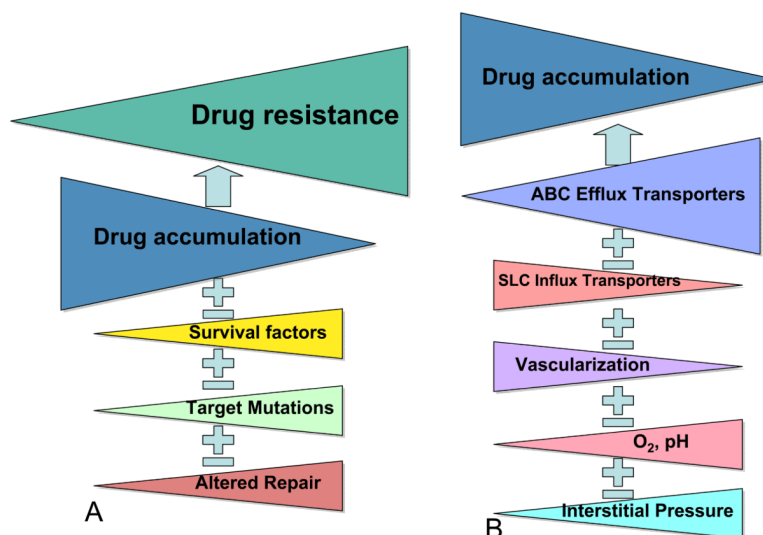 Drug resistance
Drug accumulation
Survival factors
Target Mutations
Altered Repair
A
Drug accumulation
ABC Efflux Transporters
SLC Influx Transporters
Vascularization
O₂, pH
Interstitial Pressure
B